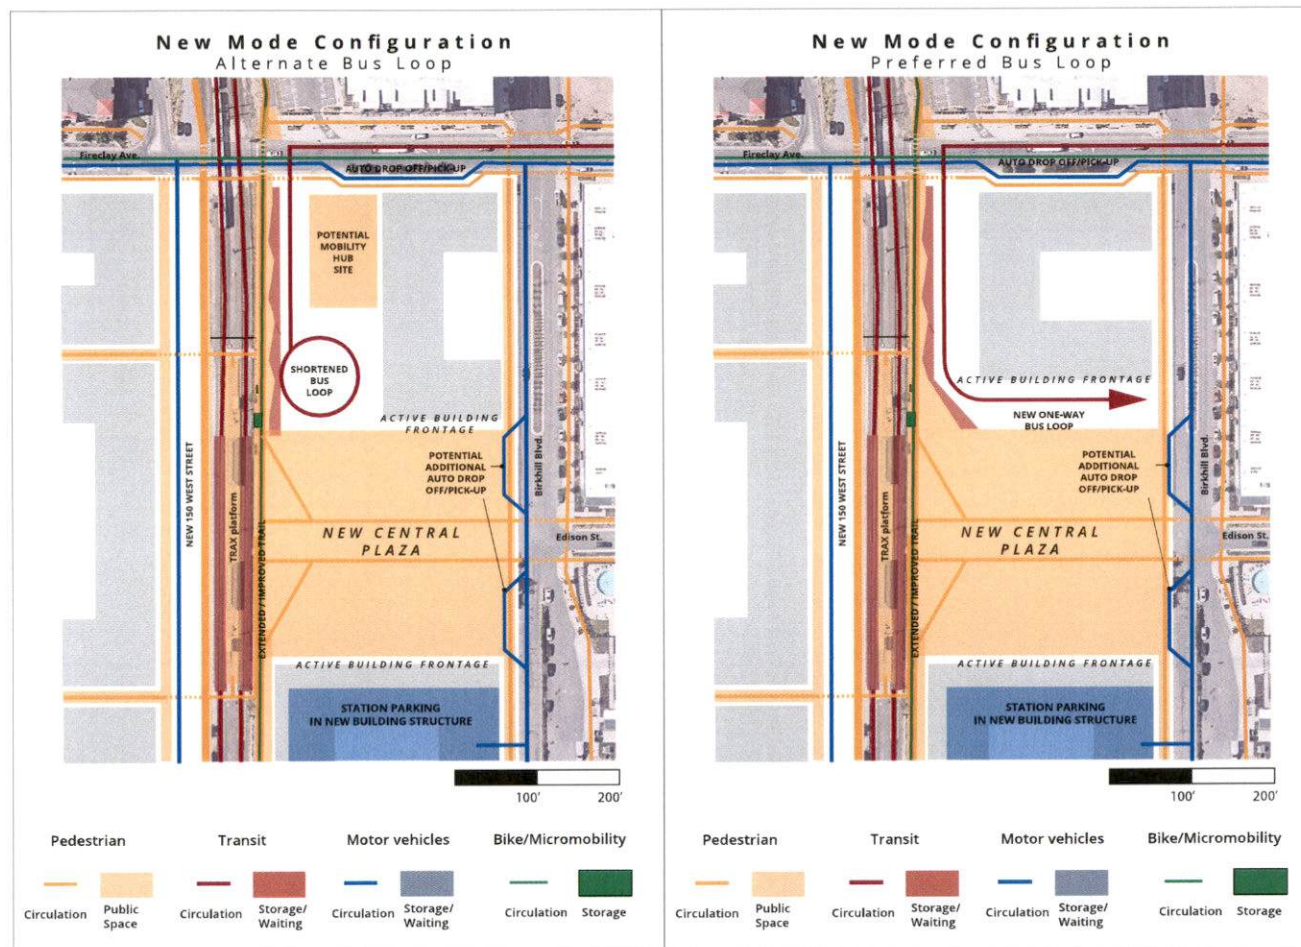 New Mode Configuration
Alternate Bus Loop
Fireclay Ave.
AUTO DROP OFF/PICK-UP
POTENTIAL
MOBILITY
HUB
SITE
SHORTENED
BUS
LOOP
ACTIVE BUILDING
FRONTAGE
POTENTIAL
ADDITIONAL
AUTO DROP
OFF/PICK-UP
Birkhill Blvd.
NEW 150 WEST STREET
TRAX platform
EXTENDED / IMPROVED TRAIL
NEW CENTRAL
PLAZA
Edison St.
ACTIVE BUILDING FRONTAGE
STATION PARKING
IN NEW BUILDING STRUCTURE
100'
200'
Pedestrian
Transit
Motor vehicles
Bike/Micromobility
Circulation
Public
Space
Circulation
Storage/
Waiting
Circulation
Storage/
Waiting
Circulation
Storage
New Mode Configuration
Preferred Bus Loop
Fireclay Ave.
AUTO DROP OFF/PICK-UP
ACTIVE BUILDING FRONTAGE
NEW ONE-WAY
BUS LOOP
POTENTIAL
ADDITIONAL
AUTO DROP
OFF/PICK-UP
Birkhill Blvd.
NEW 150 WEST STREET
TRAX platform
EXTENDED / IMPROVED TRAIL
NEW CENTRAL
PLAZA
Edison St.
ACTIVE BUILDING FRONTAGE
STATION PARKING
IN NEW BUILDING STRUCTURE
100'
200'
Pedestrian
Transit
Motor vehicles
Bike/Micromobility
Circulation
Public
Space
Circulation
Storage/
Waiting
Circulation
Storage/
Waiting
Circulation
Storage